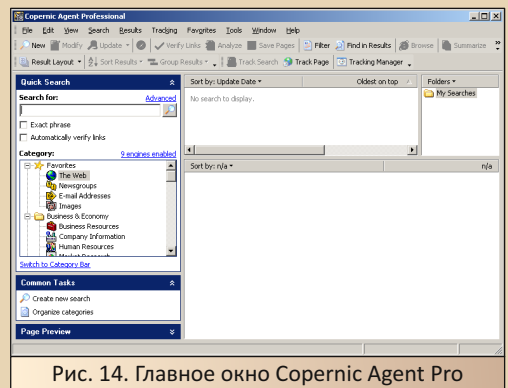 Copernic Agent Professional
File Edit View Search Results Tracking Favorites Tools Window Help
New Modify Update Verify Links Analyze Save Pages Filter Find in Results Browse Summarize
Result Layout Sort Results Group Results Track Search Track Page Tracking Manager
Quick Search
Search for: Advanced
Exact phrase
Automatically verify links
Category: 9 engines enabled
Favorites
The Web
Newsgroups
E-mail Addresses
Images
Business & Economy
Business Resources
Company Information
Human Resources
Market Research
Switch to Category Bar
Common Tasks
Create new search
Organize categories
Page Preview
Sort by: Update Date Oldest on top
No search to display.
Folders
My Searches
Sort by: n/a n/a
Рис. 14. Главное окно Copernic Agent Pro